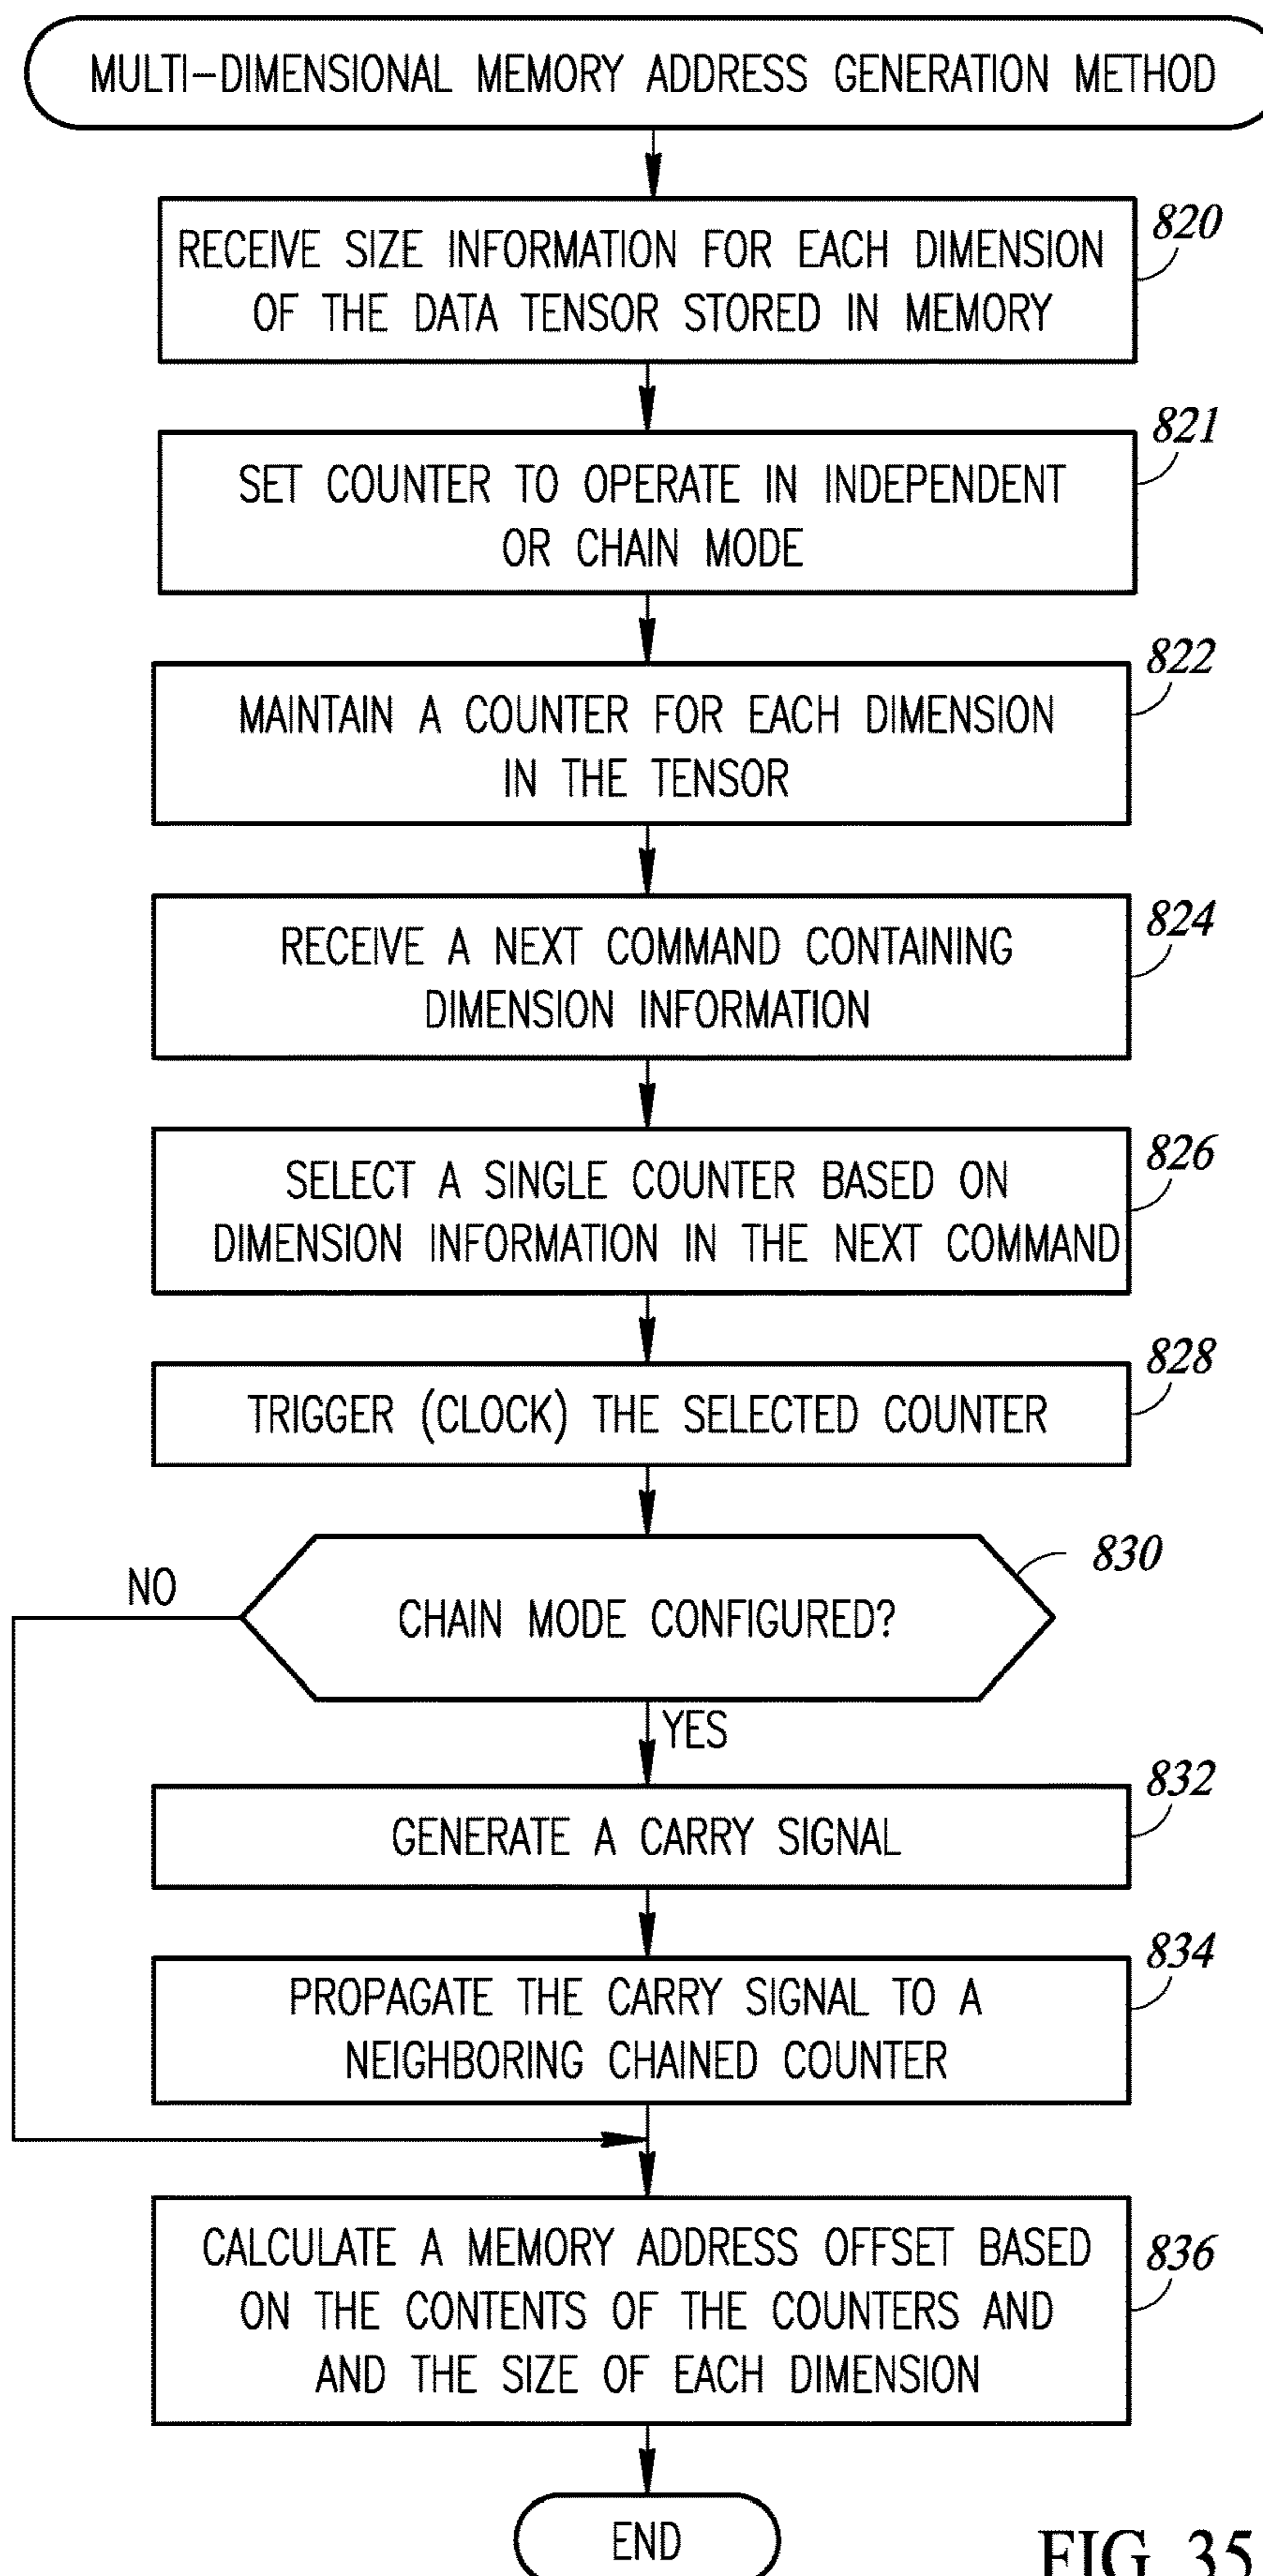 MULTI-DIMENSIONAL MEMORY ADDRESS GENERATION METHOD
820
RECEIVE SIZE INFORMATION FOR EACH DIMENSION
OF THE DATA TENSOR STORED IN MEMORY
821
SET COUNTER TO OPERATE IN INDEPENDENT
OR CHAIN MODE
822
MAINTAIN A COUNTER FOR EACH DIMENSION
IN THE TENSOR
824
RECEIVE A NEXT COMMAND CONTAINING
DIMENSION INFORMATION
826
SELECT A SINGLE COUNTER BASED ON
DIMENSION INFORMATION IN THE NEXT COMMAND
828
TRIGGER (CLOCK) THE SELECTED COUNTER
830
NO
CHAIN MODE CONFIGURED?
YES
832
GENERATE A CARRY SIGNAL
834
PROPAGATE THE CARRY SIGNAL TO A
NEIGHBORING CHAINED COUNTER
836
CALCULATE A MEMORY ADDRESS OFFSET BASED
ON THE CONTENTS OF THE COUNTERS AND
AND THE SIZE OF EACH DIMENSION
END
FIG. 35